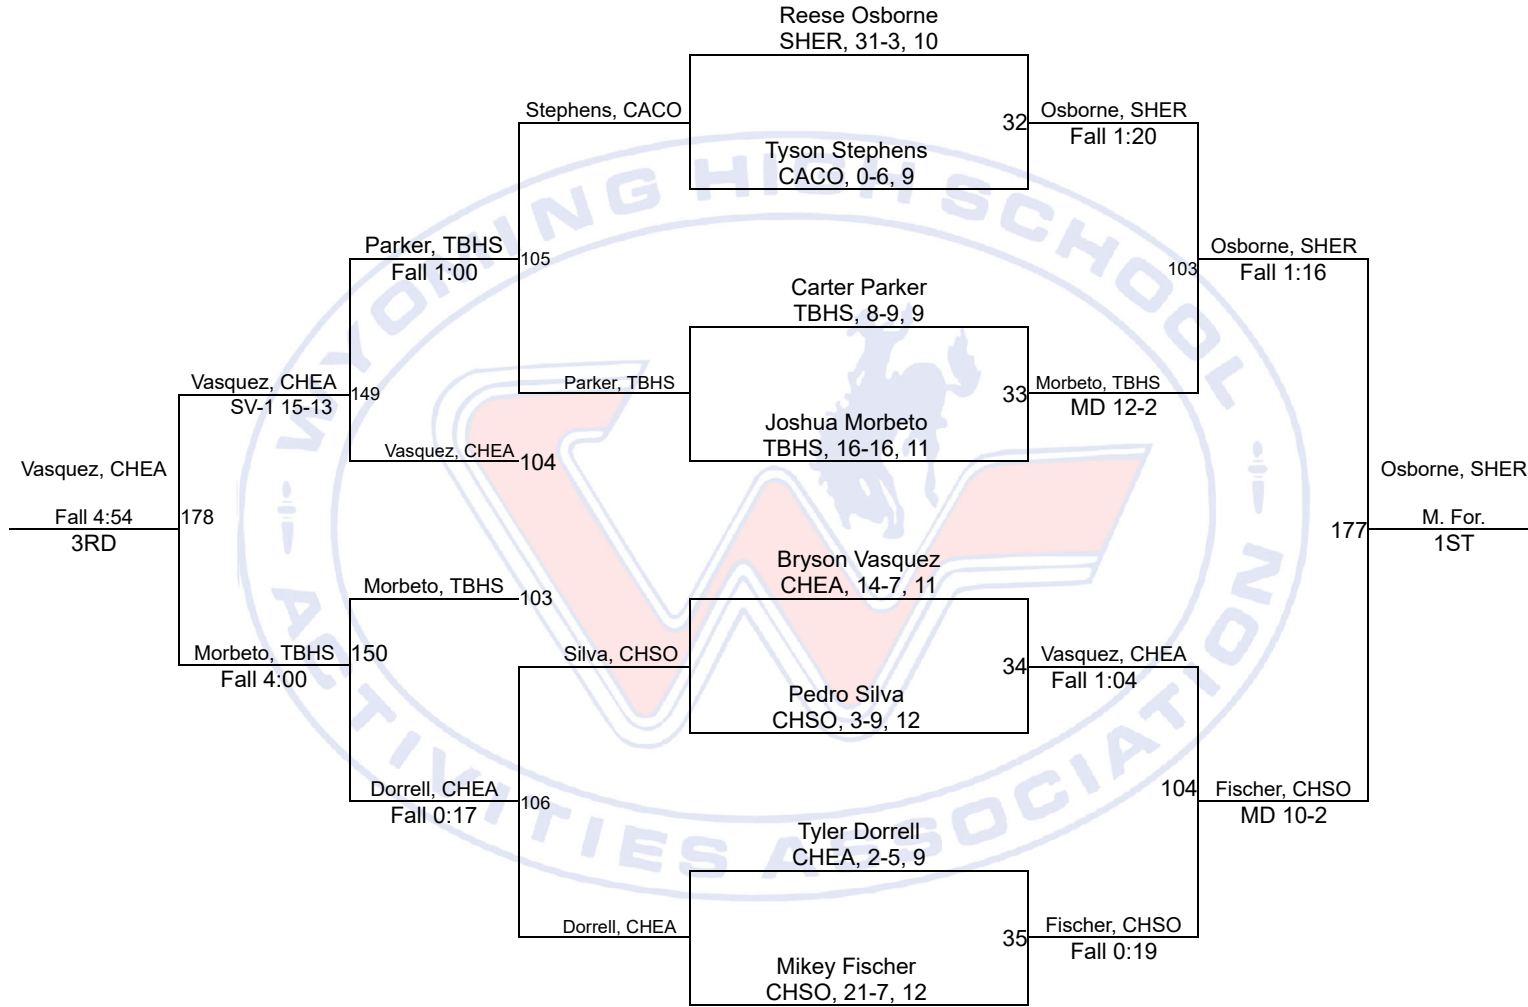 Reese Osborne
SHER, 31-3, 10
Stephens, CACO
32
Osborne, SHER
Fall 1:20
Tyson Stephens
CACO, 0-6, 9
Parker, TBHS
Fall 1:00
105
103
Osborne, SHER
Fall 1:16
Carter Parker
TBHS, 8-9, 9
Vasquez, CHEA
SV-1 15-13
149
Parker, TBHS
33
Morbeto, TBHS
MD 12-2
Joshua Morbeto
TBHS, 16-16, 11
Vasquez, CHEA
104
Vasquez, CHEA
Fall 4:54
3RD
178
177
Osborne, SHER
M. For.
1ST
Bryson Vasquez
CHEA, 14-7, 11
Morbeto, TBHS
103
Morbeto, TBHS
Fall 4:00
150
Silva, CHSO
34
Vasquez, CHEA
Fall 1:04
Pedro Silva
CHSO, 3-9, 12
Dorrell, CHEA
Fall 0:17
106
104
Fischer, CHSO
MD 10-2
Tyler Dorrell
CHEA, 2-5, 9
Dorrell, CHEA
35
Fischer, CHSO
Fall 0:19
Mikey Fischer
CHSO, 21-7, 12
WYOMING HIGH SCHOOL
ACTIVITIES ASSOCIATION